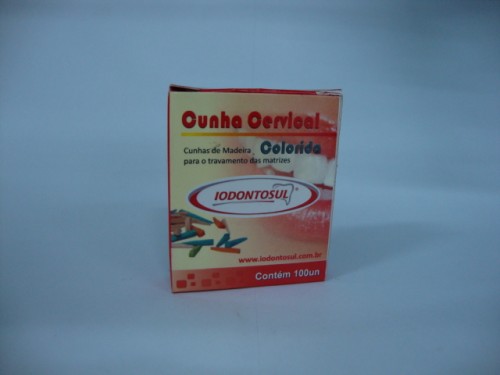 Cunha Cervical
Cunhas de Madeira Colorida
para o travamento das matrizes
IODONTOSUL®
www.iodontosul.com.br
Contém 100un